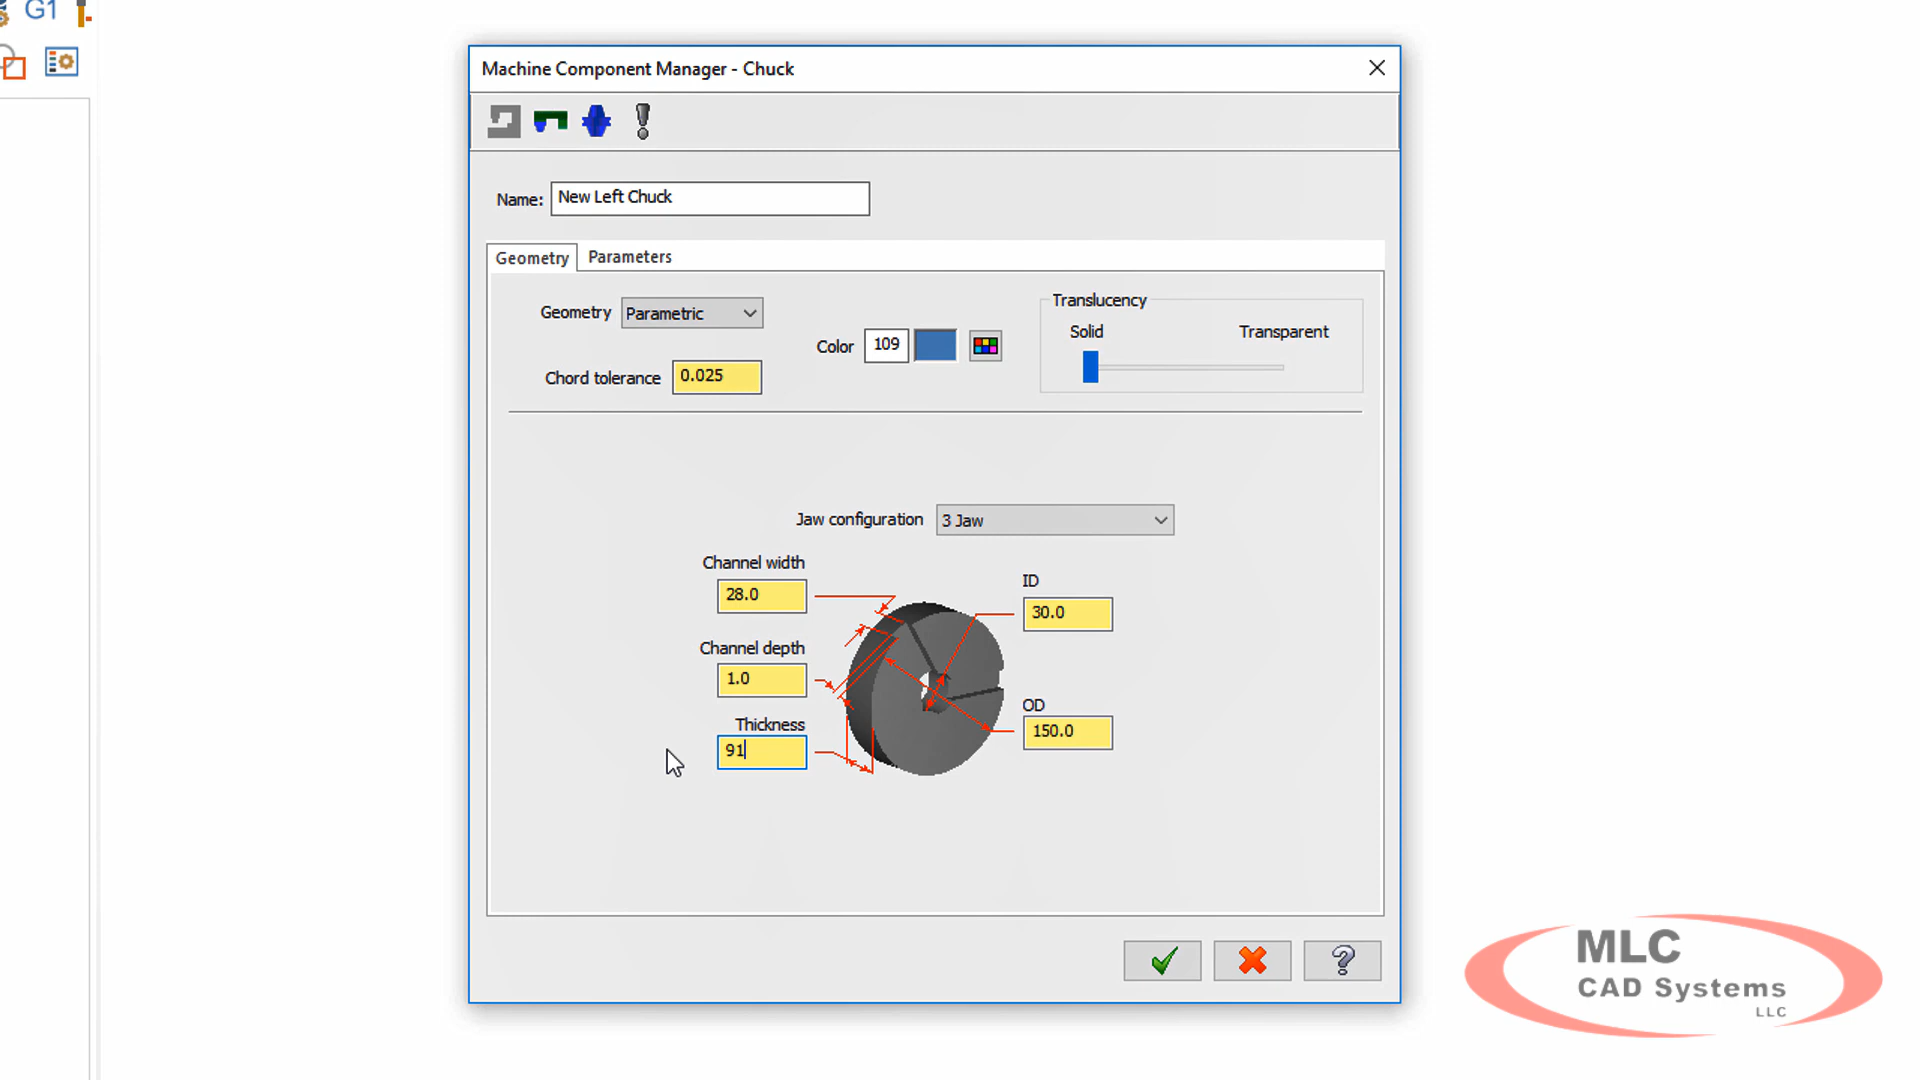 G1
Machine Component Manager - Chuck
Name: New Left Chuck
Geometry Parameters
Geometry Parametric
Color 109
Translucency
Solid Transparent
Chord tolerance 0.025
Jaw configuration 3 Jaw
Channel width
28.0
ID
30.0
Channel depth
1.0
OD
150.0
Thickness
91
MLC
CAD Systems
LLC